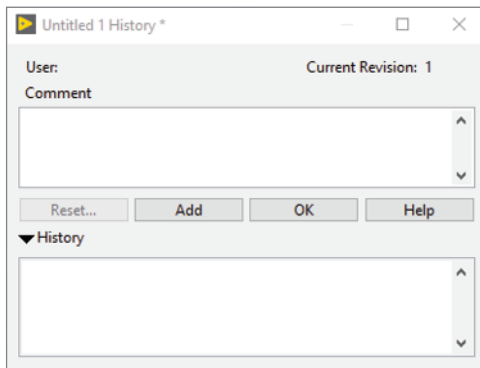 Untitled 1 History *
User: Current Revision: 1
Comment
Reset... Add OK Help
History